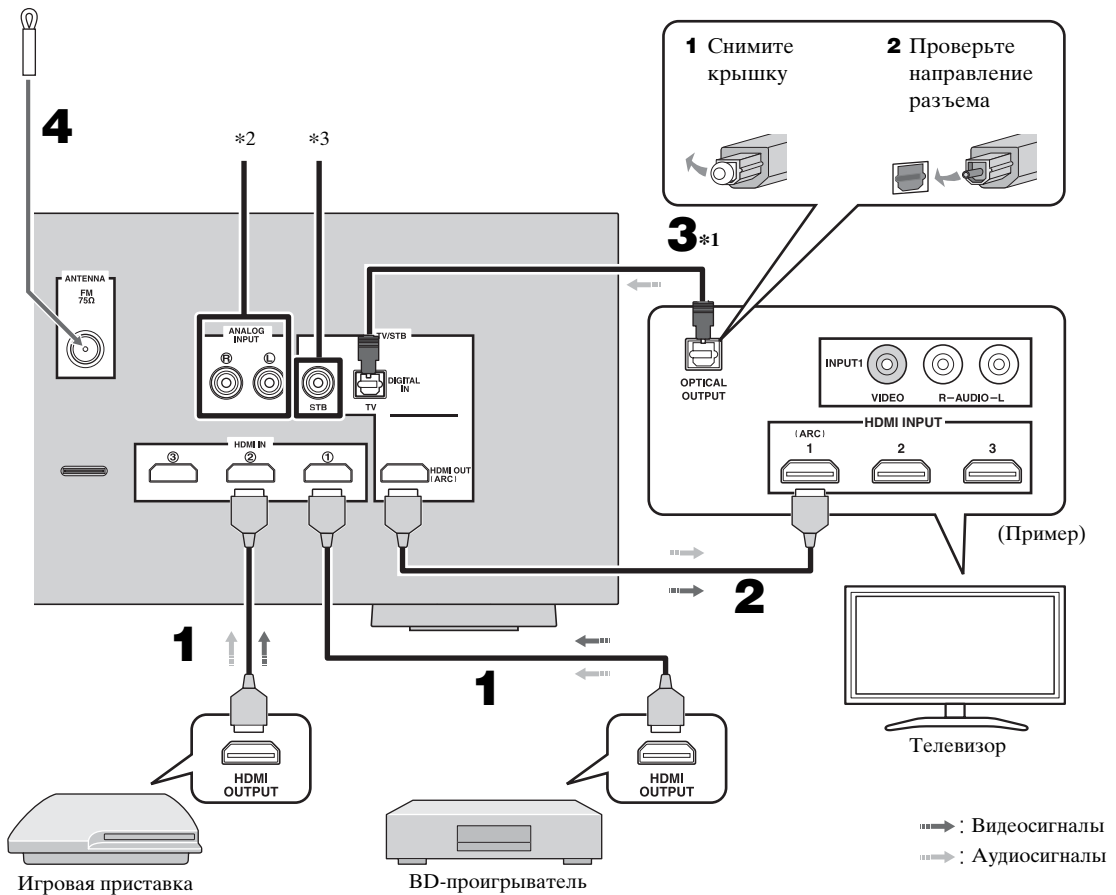 1 Снимите
крышку
2 Проверьте
направление
разъема
4
*2
*3
3*1
ANTENNA
FM
75Ω
ANALOG
INPUT
R
L
STB
TV/STB
DIGITAL
IN
TV
HDMI IN
③
②
①
HDMI OUT
(ARC)
OPTICAL
OUTPUT
INPUT1
VIDEO
R–AUDIO–L
HDMI INPUT
(ARC)
1
2
3
(Пример)
2
1
1
HDMI
OUTPUT
HDMI
OUTPUT
Телевизор
Игровая приставка
BD-проигрыватель
: Видеосигналы
: Аудиосигналы